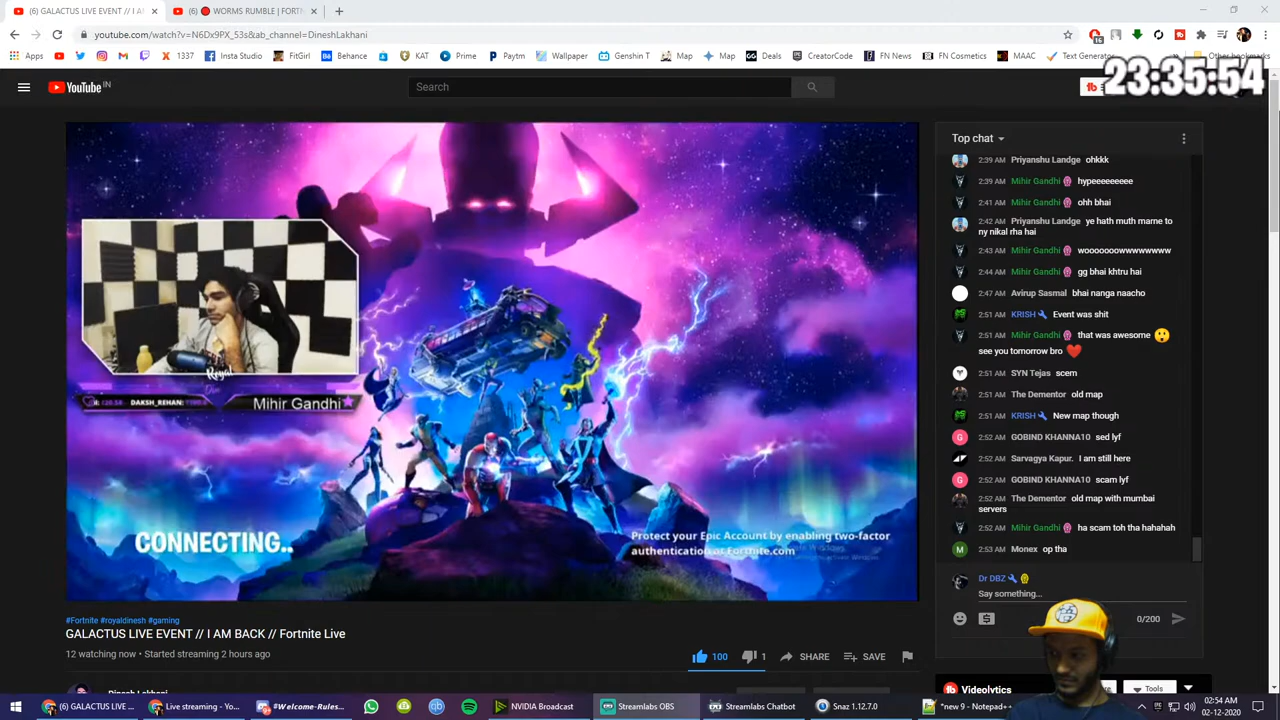 (6) GALACTUS LIVE EVENT // I A
(6) 🔴 WORMS RUMBLE | FORTN
youtube.com/watch?v=N6Dx9PX_53s&ab_channel=DineshLakhani
16
Apps
1337
Insta Studio
FitGirl
Behance
KAT
Prime
Paytm
Wallpaper
Genshin T
Map
Map
Deals
CreatorCode
FN News
FN Cosmetics
MAAC
Text Generator
Other bookmarks
23:35:54
YouTube IN
Search
Top chat
2:39 AM Priyanshu Landge ohkkk
2:39 AM Mihir Gandhi hypeeeeeeeee
2:41 AM Mihir Gandhi ohh bhai
2:42 AM Priyanshu Landge ye hath muth marne to
ny nikal rha hai
2:43 AM Mihir Gandhi wooooooowwwwwwww
2:44 AM Mihir Gandhi gg bhai khtru hai
2:47 AM Avirup Sasmal bhai nanga naacho
2:51 AM KRISH Event was shit
2:51 AM Mihir Gandhi that was awesome 😲
see you tomorrow bro ❤
2:51 AM SYN Tejas scem
2:51 AM The Dementor old map
2:51 AM KRISH New map though
2:52 AM GOBIND KHANNA10 sed lyf
2:52 AM Sarvagya Kapur. I am still here
2:52 AM GOBIND KHANNA10 scam lyf
2:52 AM The Dementor old map with mumbai
servers
2:52 AM Mihir Gandhi ha scam toh tha hahahah
2:53 AM Monex op tha
Dr DBZ
Say something...
0/200
Royal
DAKSH_REHAN:
Mihir Gandhi
CONNECTING..
Protect your Epic Account by enabling two-factor
authentication at Fortnite.com
#Fortnite #royaldinesh #gaming
GALACTUS LIVE EVENT // I AM BACK // Fortnite Live
12 watching now • Started streaming 2 hours ago
100
1
SHARE
SAVE
Dinesh Lakhani
Videolytics
Tools
(6) GALACTUS LIVE ...
Live streaming - Yo...
#𝙒𝙚𝙡𝙘𝙤𝙢𝙚-𝙍𝙪𝙡𝙚𝙨...
NVIDIA Broadcast
Streamlabs OBS
Streamlabs Chatbot
Snaz 1.12.7.0
*new 9 - Notepad+...
02:54 AM
02-12-2020